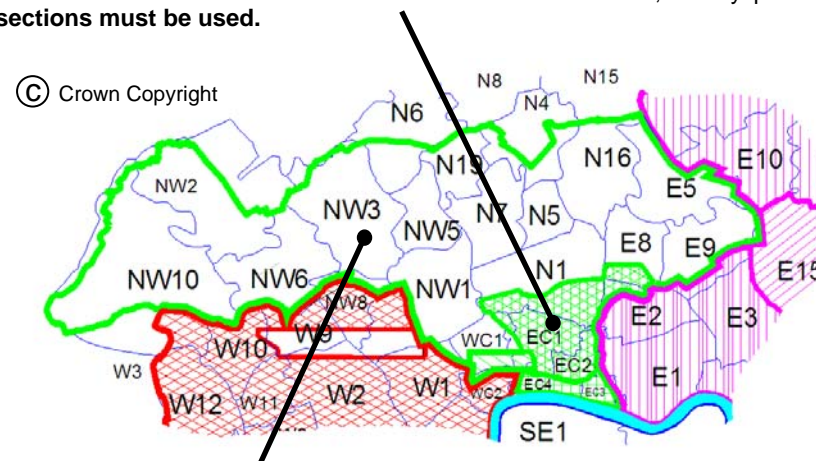 sections must be used.
© Crown Copyright
N8
N15
N6
N4
N19
N16
E10
NW2
E5
NW3
N7
N5
NW5
E8
E9
NW10
NW6
N1
E15
NW1
NW8
E2
E3
W9
WC1
EC1
W10
EC2
W3
E1
W1
EC4
EC3
W2
WC2
W12
W11
SE1